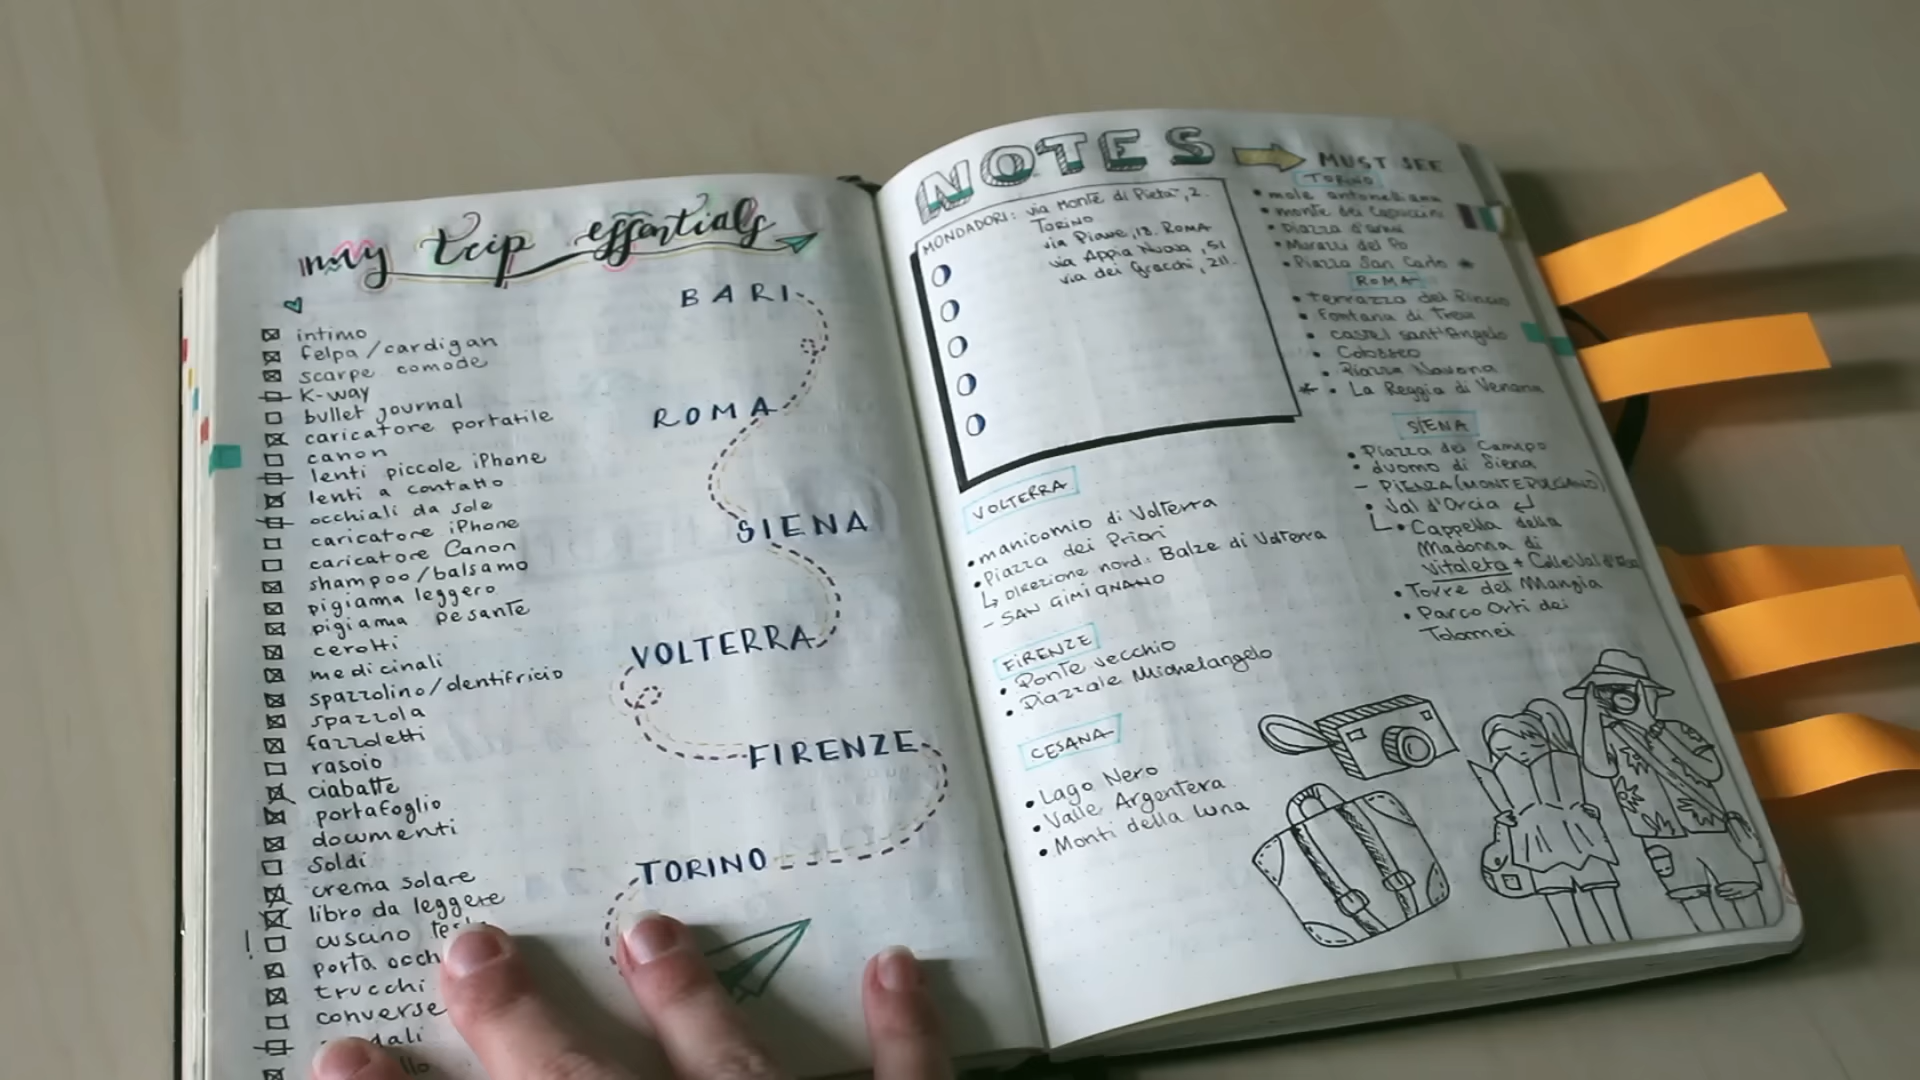 my trip essentials
intimo
felpa/cardigan
scarpe comode
K-way
bullet journal
caricatore portatile
canon
lenti piccole iPhone
lenti a contatto
occhiali da sole
caricatore iPhone
caricatore Canon
shampoo/balsamo
pigiama leggero
pigiama pesante
cerotti
medicinali
spazzolino/dentifricio
spazzola
fazzoletti
rasoio
ciabatte
portafoglio
documenti
soldi
crema solare
libro da leggere
! cuscino
porta
trucchi
converse
BARI
ROMA
SIENA
VOLTERRA
FIRENZE
TORINO
NOTES
MONDADORI: via Monte di Pietà, 2.
TORINO
via Piave, 18. ROMA
via Appia Nuova, 51
via dei Gracchi,
VOLTERRA
• manicomio di Volterra
• Piazza dei Priori
↳ Direzione nord: Balze di Volterra
- SAN GIMIGNANO
FIRENZE
• Ponte Vecchio
• Piazzale Michelangelo
CESANA
• Lago Nero
• Valle Argentera
• Monti della luna
MUST SEE
TORINO
• mole antonelliana
• monte dei Capuccini
• Piazza
• Murazzi del Po
• Piazza San Carlo
ROMA
• Terrazza del Pincio
• Fontana di Trevi
• castel sant'Angelo
• Colosseo
• Piazza Navona
* • La Reggia di Venaria
SIENA
• Piazza del Campo
• duomo di Siena
- PIENZA (MONTEPULCIANO)
• Val d'Orcia
• Cappella della
Madonna di
Vitaleta + Colle Val d'Elsa
• Torre del Mangia
• Parco Orti dei
Tolomei